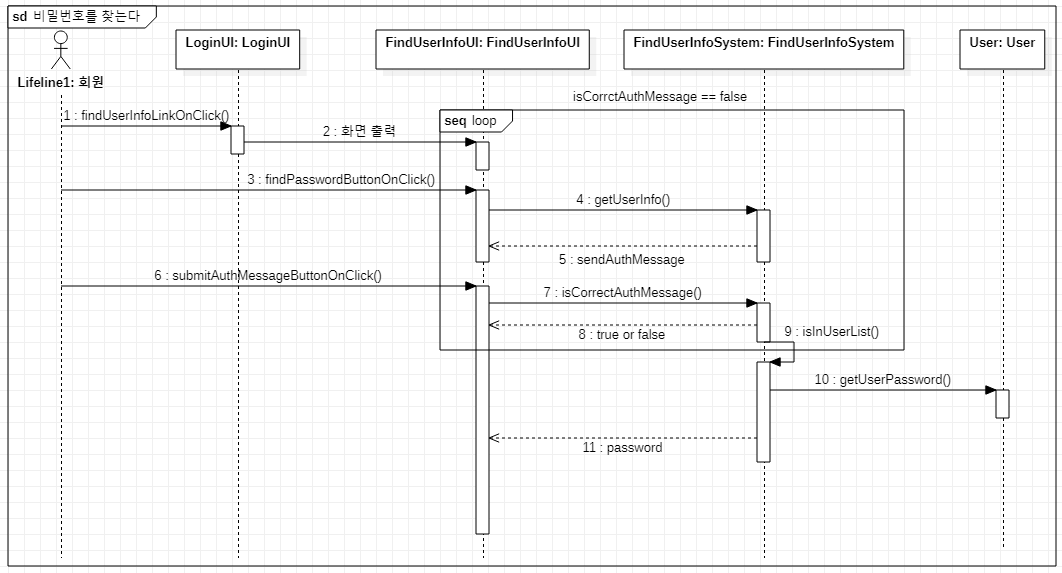 sd 비밀번호를 찾는다
LoginUI: LoginUI
FindUserInfoUI: FindUserInfoUI
FindUserInfoSystem: FindUserInfoSystem
User: User
Lifeline1: 회원
isCorrctAuthMessage == false
1 : findUserInfoLinkOnClick()
seq loop
2 : 화면 출력
3 : findPasswordButtonOnClick()
4 : getUserInfo()
5 : sendAuthMessage
6 : submitAuthMessageButtonOnClick()
7 : isCorrectAuthMessage()
8 : true or false
9 : isInUserList()
10 : getUserPassword()
11 : password